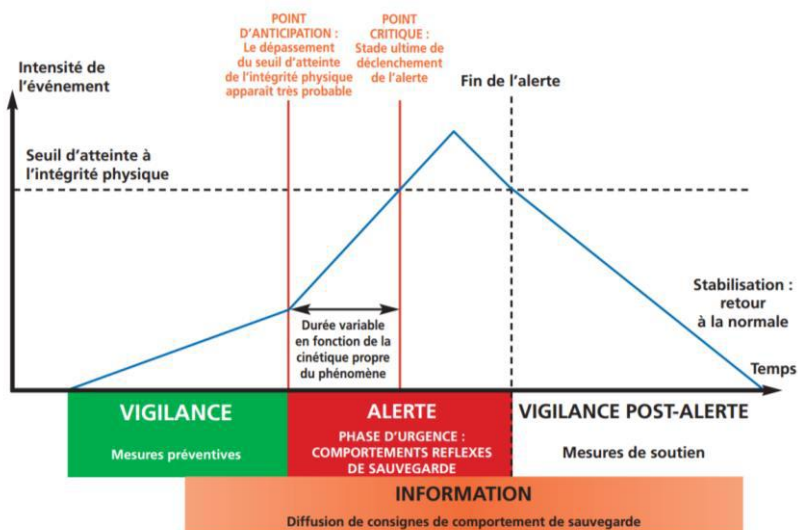 POINT
D’ANTICIPATION :
Le dépassement
du seuil d’atteinte
de l’intégrité physique
apparaît très probable
POINT
CRITIQUE :
Stade ultime de
déclenchement
de l’alerte
Intensité de
l’événement
Fin de l’alerte
Seuil d’atteinte à
l’intégrité physique
Stabilisation :
retour
à la normale
Durée variable
en fonction de la
cinétique propre
du phénomène
Temps
VIGILANCE
Mesures préventives
ALERTE
PHASE D’URGENCE :
COMPORTEMENTS REFLEXES
DE SAUVEGARDE
VIGILANCE POST-ALERTE
Mesures de soutien
INFORMATION
Diffusion de consignes de comportement de sauvegarde